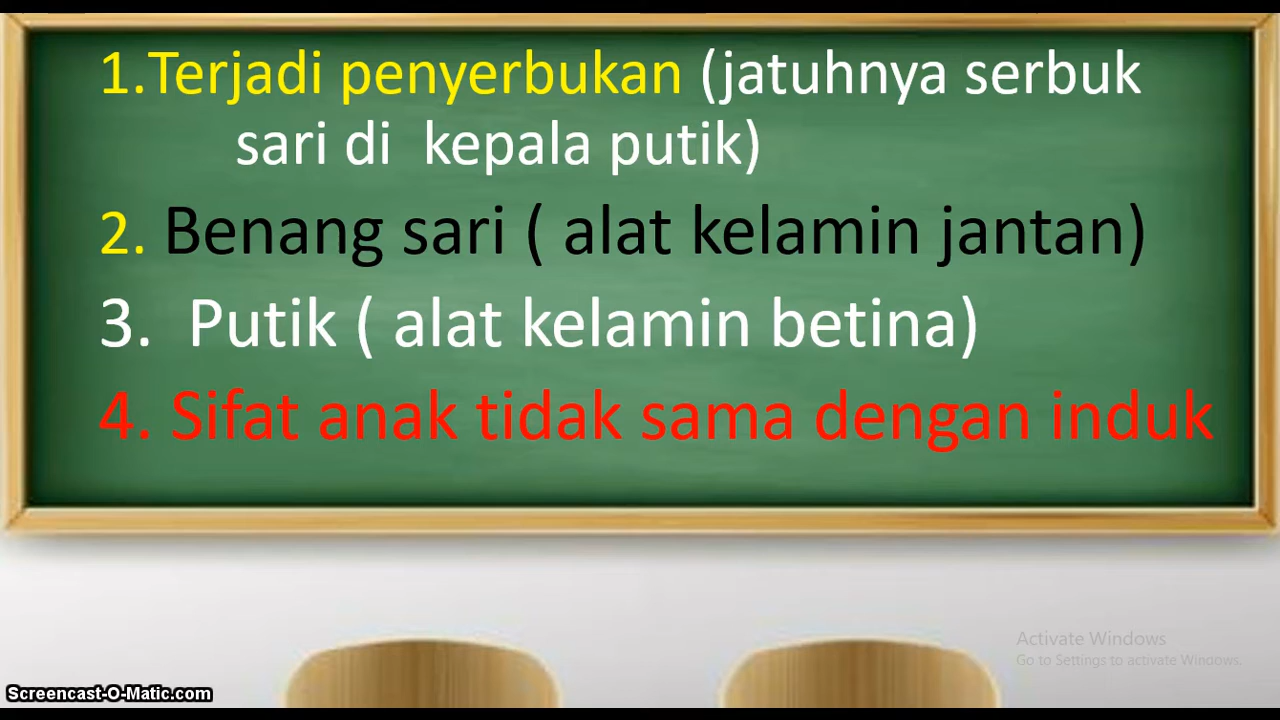 1.Terjadi penyerbukan (jatuhnya serbuk
sari di kepala putik)
2. Benang sari ( alat kelamin jantan)
3. Putik ( alat kelamin betina)
4. Sifat anak tidak sama dengan induk
Activate Windows
Go to Settings to activate Windows.
Screencast-O-Matic.com